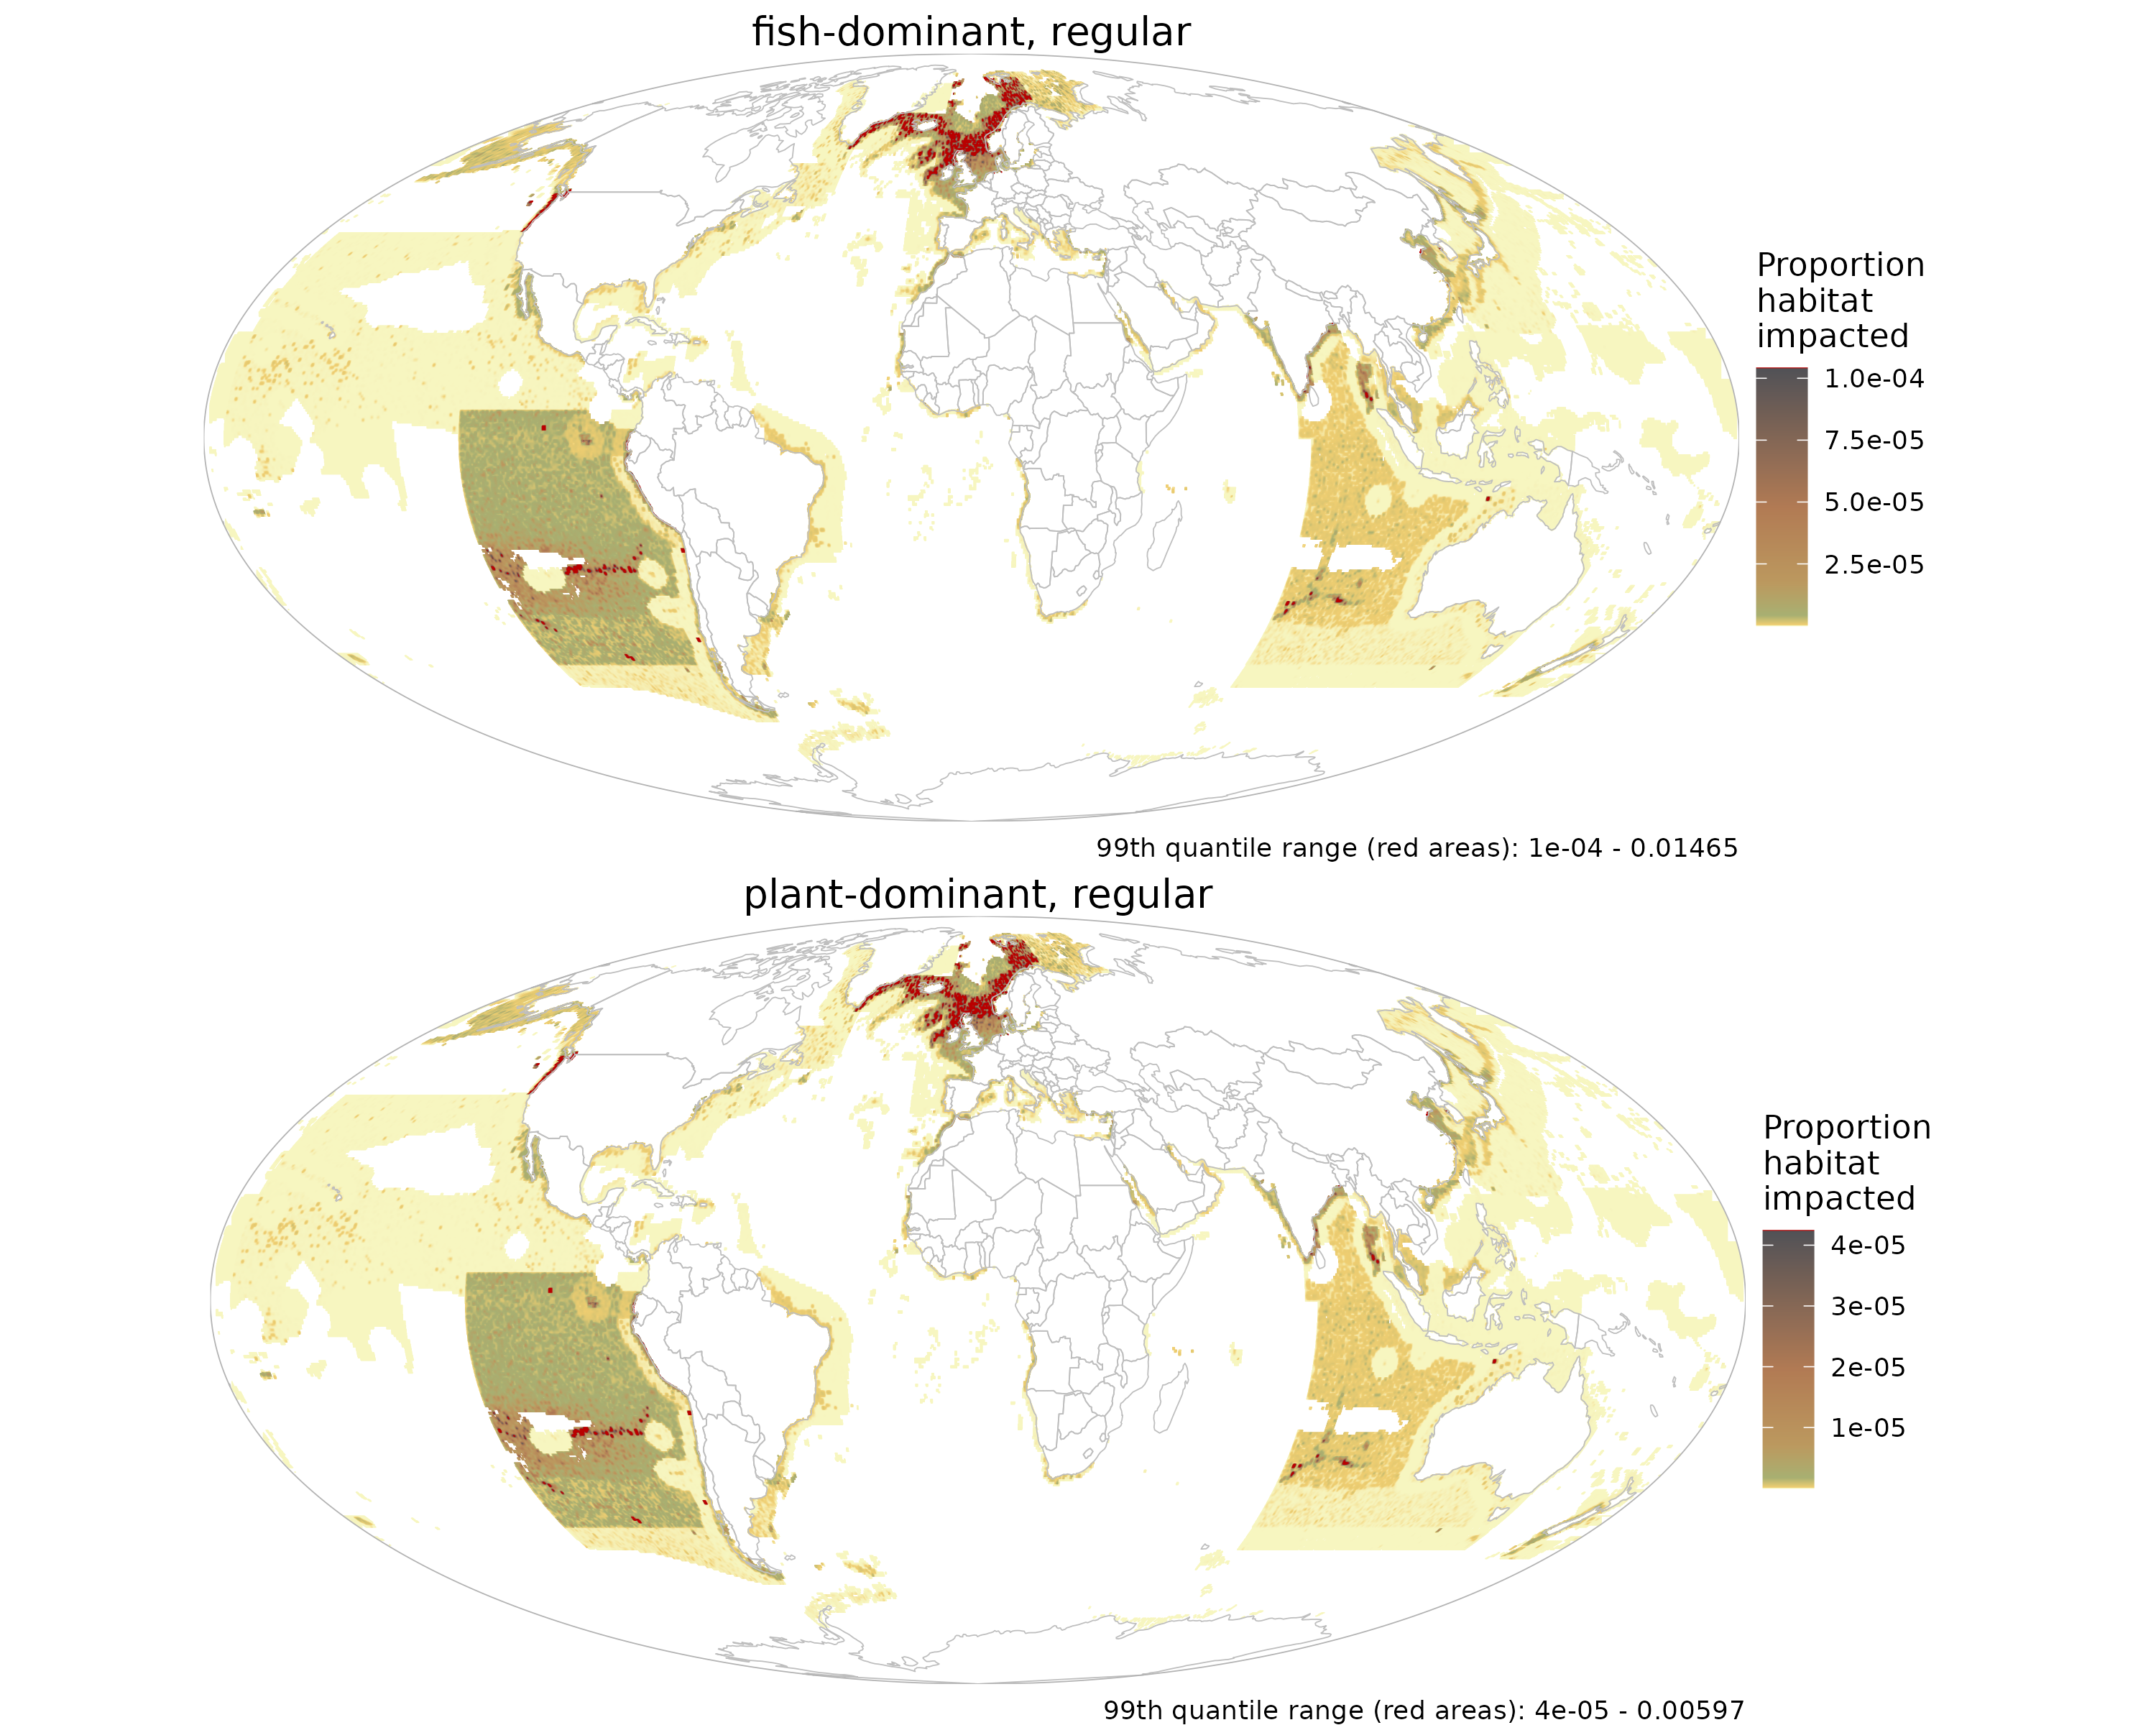 fish-dominant, regular
Proportion
habitat
impacted
1.0e-04
7.5e-05
5.0e-05
2.5e-05
99th quantile range (red areas): 1e-04 - 0.01465
plant-dominant, regular
Proportion
habitat
impacted
4e-05
3e-05
2e-05
1e-05
99th quantile range (red areas): 4e-05 - 0.00597